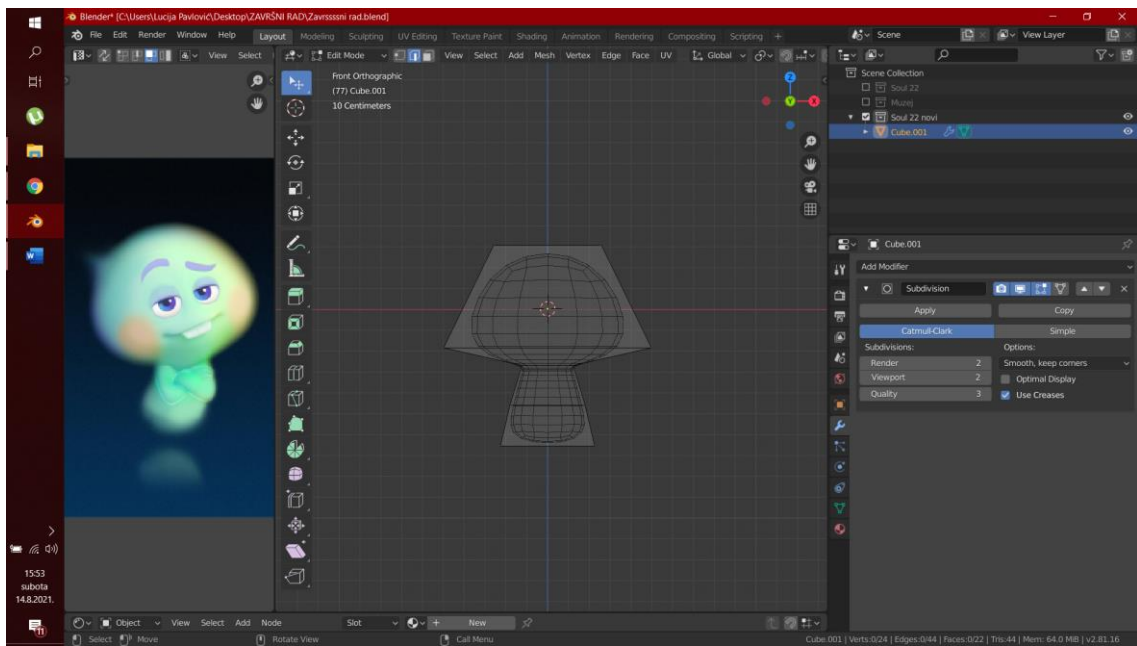 Blender* [C:\Users\Lucija Pavlović\Desktop\ZAVRŠNI RAD\Zavrssssni rad.blend]
File Edit Render Window Help Layout Modeling Sculpting UV Editing Texture Paint Shading Animation Rendering Compositing Scripting + Scene View Layer
View Select Edit Mode View Select Add Mesh Vertex Edge Face UV Global
Front Orthographic
(77) Cube.001
10 Centimeters
Z
Y
X
Scene Collection
Soul 22
Muzej
Soul 22 novi
Cube.001
Cube.001
Add Modifier
Subdivision
Apply Copy
Catmull-Clark Simple
Subdivisions: Options:
Render 2 Smooth, keep corners
Viewport 2 Optimal Display
Quality 3 Use Creases
15:53
subota
14.8.2021.
11
Object View Select Add Node Slot New
Select Move Rotate View Call Menu Cube.001 | Verts:0/24 | Edges:0/44 | Faces:0/22 | Tris:44 | Mem: 64.0 MiB | v2.81.16